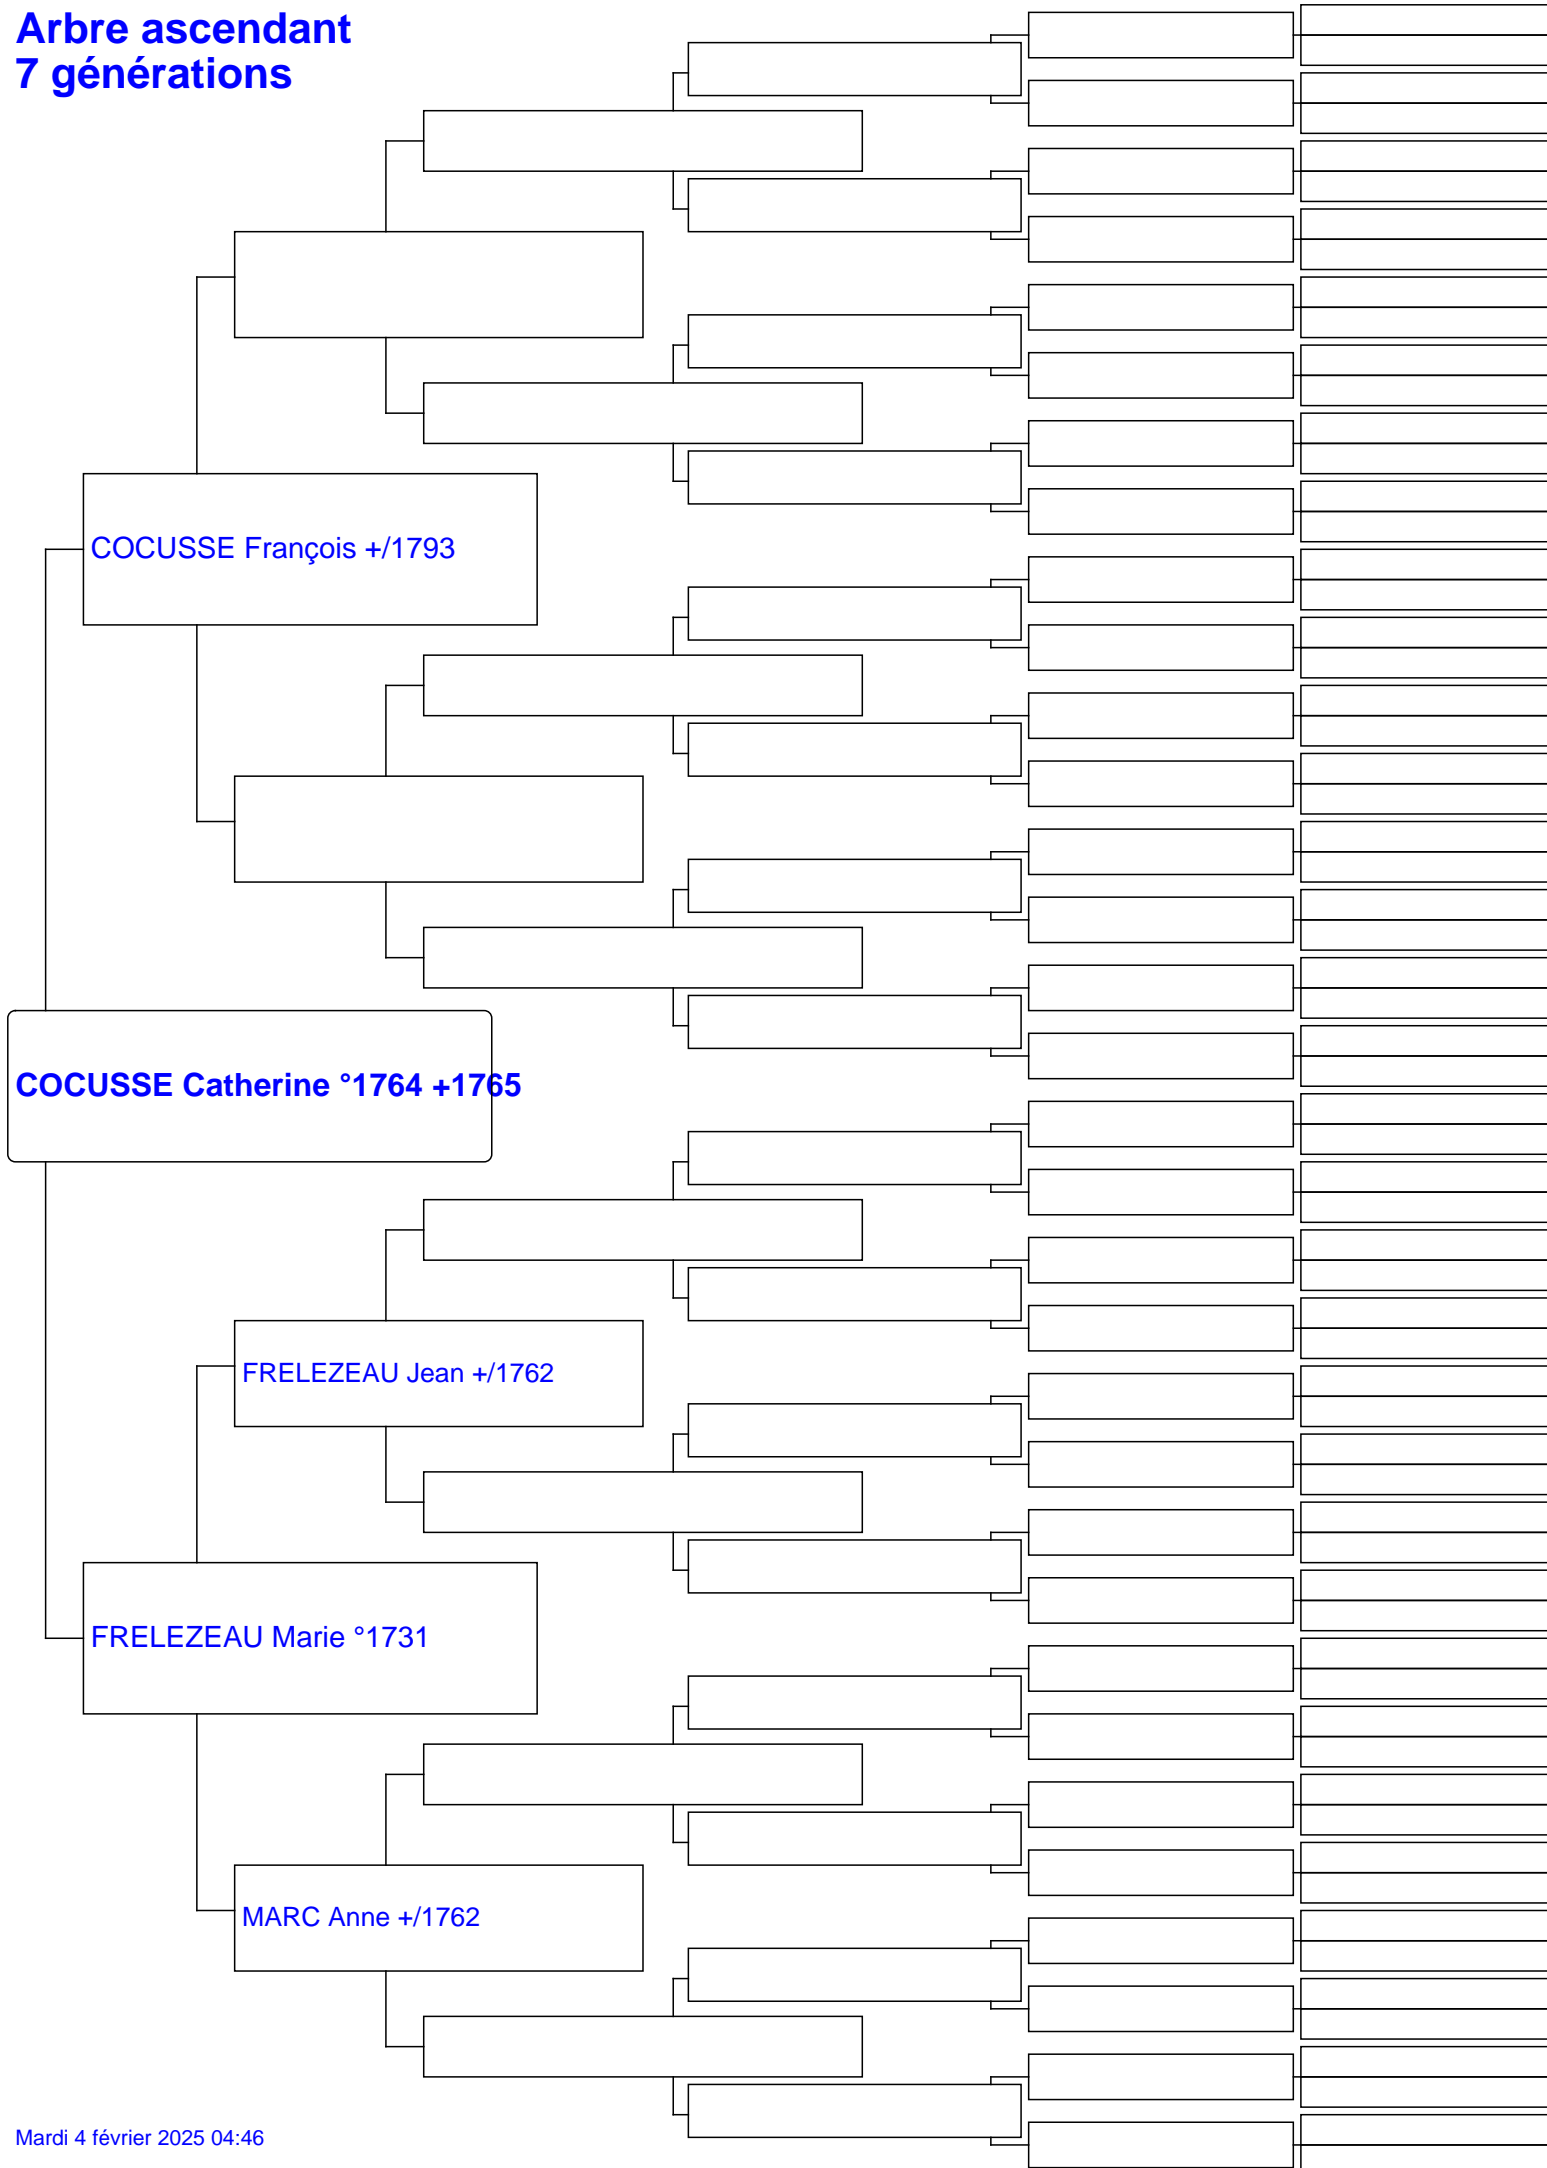 Arbre ascendant
7 générations
COCUSSE François +/1793
COCUSSE Catherine °1764 +1765
FRELEZEAU Jean +/1762
FRELEZEAU Marie °1731
MARC Anne +/1762
Mardi 4 février 2025 04:46